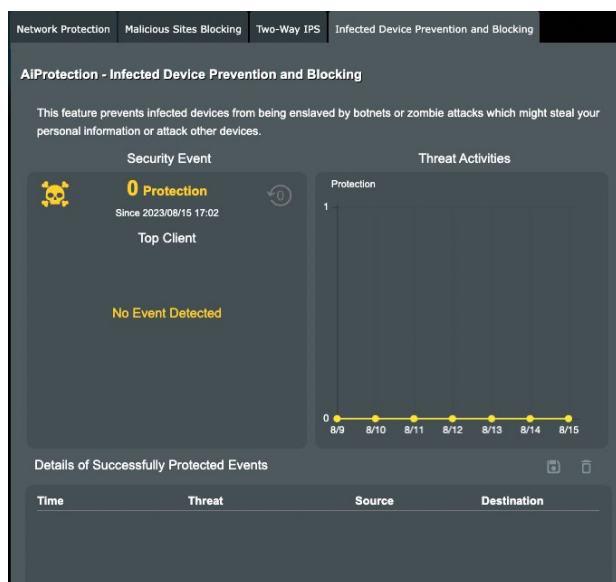 Network Protection
Malicious Sites Blocking
Two-Way IPS
Infected Device Prevention and Blocking
AiProtection - Infected Device Prevention and Blocking
This feature prevents infected devices from being enslaved by botnets or zombie attacks which might steal your
personal information or attack other devices.
Security Event
0 Protection
0
Since 2023/08/15 17:02
Top Client
No Event Detected
Threat Activities
Protection
1
0
8/9 8/10 8/11 8/12 8/13 8/14 8/15
Details of Successfully Protected Events
Time Threat Source Destination